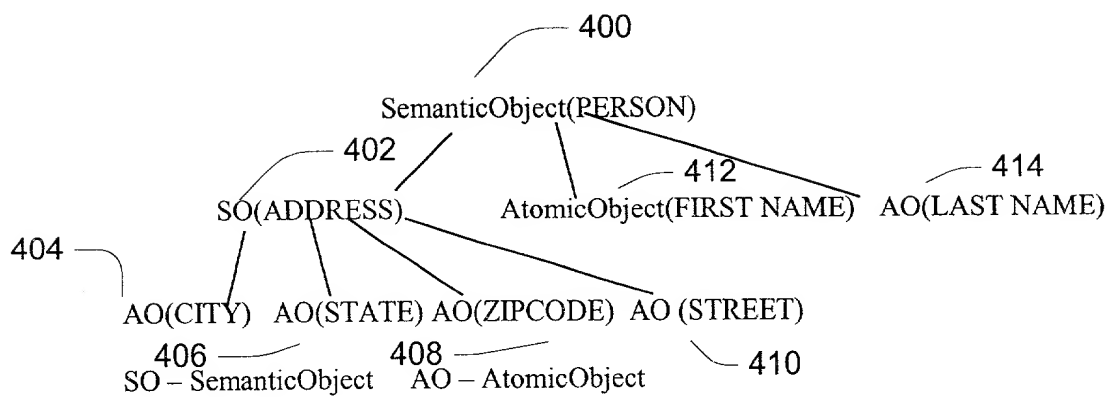 400
SemanticObject(PERSON)
402
412
414
SO(ADDRESS)
AtomicObject(FIRST NAME)
AO(LAST NAME)
404
AO(CITY)
AO(STATE)
AO(ZIPCODE)
AO (STREET)
406
408
410
SO – SemanticObject
AO – AtomicObject